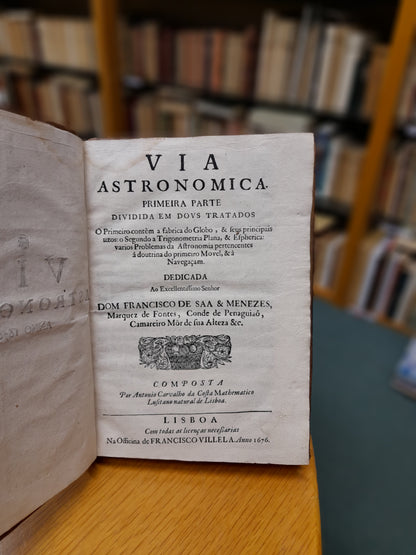 VIA
ASTRONOMICA.
PRIMEIRA PARTE
DIVIDIDA EM DOVS TRATADOS
O Primeiro contèm a fabrica do Globo, & seus principais
usos: o Segundo a Trigonometria Plana, & Espherica:
varios Problemas da Astronomia pertencentes
á doutrina do primeiro Movel, & á
Navegaçam.
DEDICADA
Ao Excellentissimo Senhor
DOM FRANCISCO DE SAA & MENEZES,
Marquez de Fontes, Conde de Penaguiaõ,
Camareiro Mòr de sua Alteza &c.
COMPOSTA
Por Antonio Carvalho da Costa Mathematico
Lusitano natural de Lisboa.
LISBOA
Com todas as licenças necessarias
Na Officina de FRANCISCO VILLELA. Anno 1676.